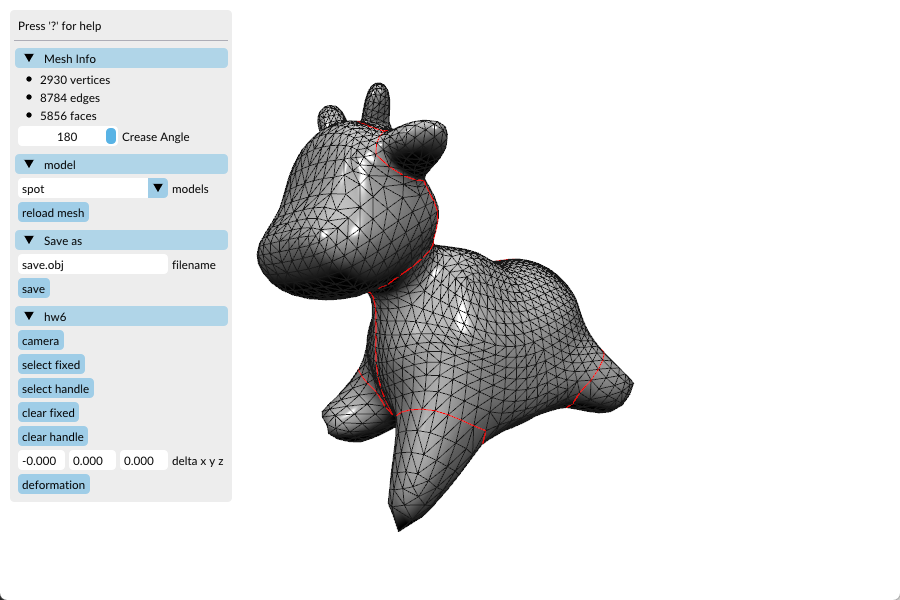 Press '?' for help
Mesh Info
2930 vertices
8784 edges
5856 faces
180 Crease Angle
model
spot models
reload mesh
Save as
save.obj filename
save
hw6
camera
select fixed
select handle
clear fixed
clear handle
-0.000 0.000 0.000 delta x y z
deformation